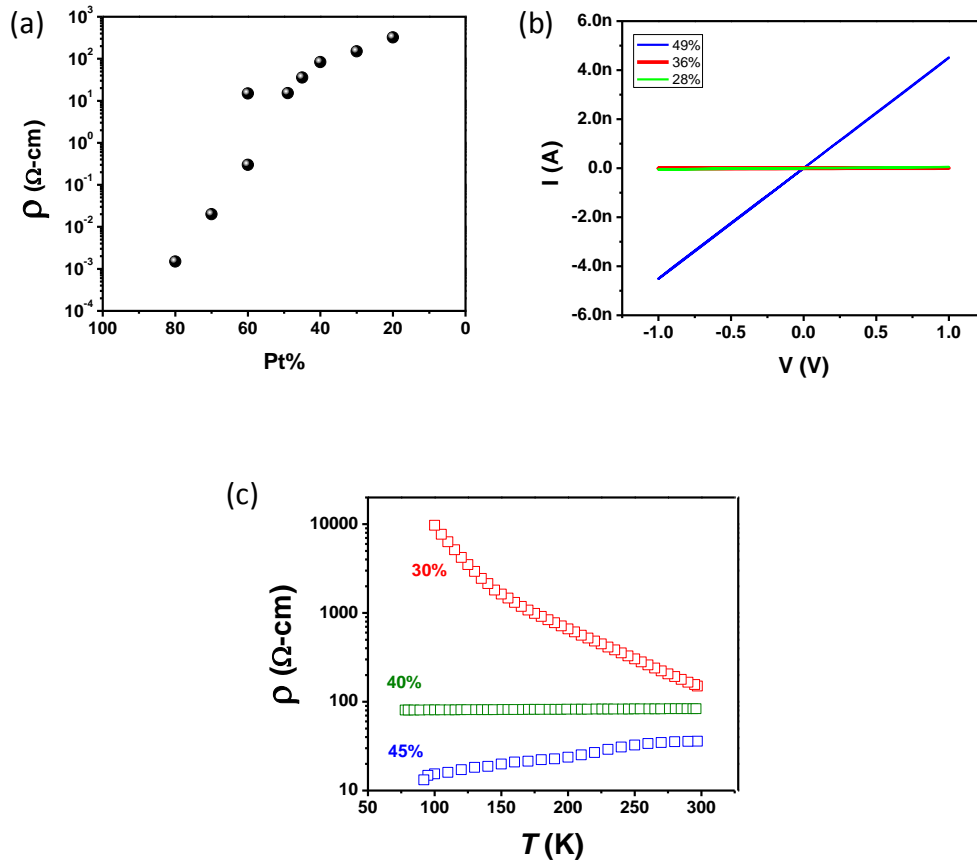 (a)
10³
10²
10¹
10⁰
10⁻¹
10⁻²
10⁻³
10⁻⁴
ρ (Ω-cm)
100 80 60 40 20 0
Pt%
(b)
49%
36%
28%
6.0n
4.0n
2.0n
0.0
-2.0n
-4.0n
-6.0n
I (A)
-1.0 -0.5 0.0 0.5 1.0
V (V)
(c)
10000
1000
100
10
ρ (Ω-cm)
30%
40%
45%
50 100 150 200 250 300
T (K)